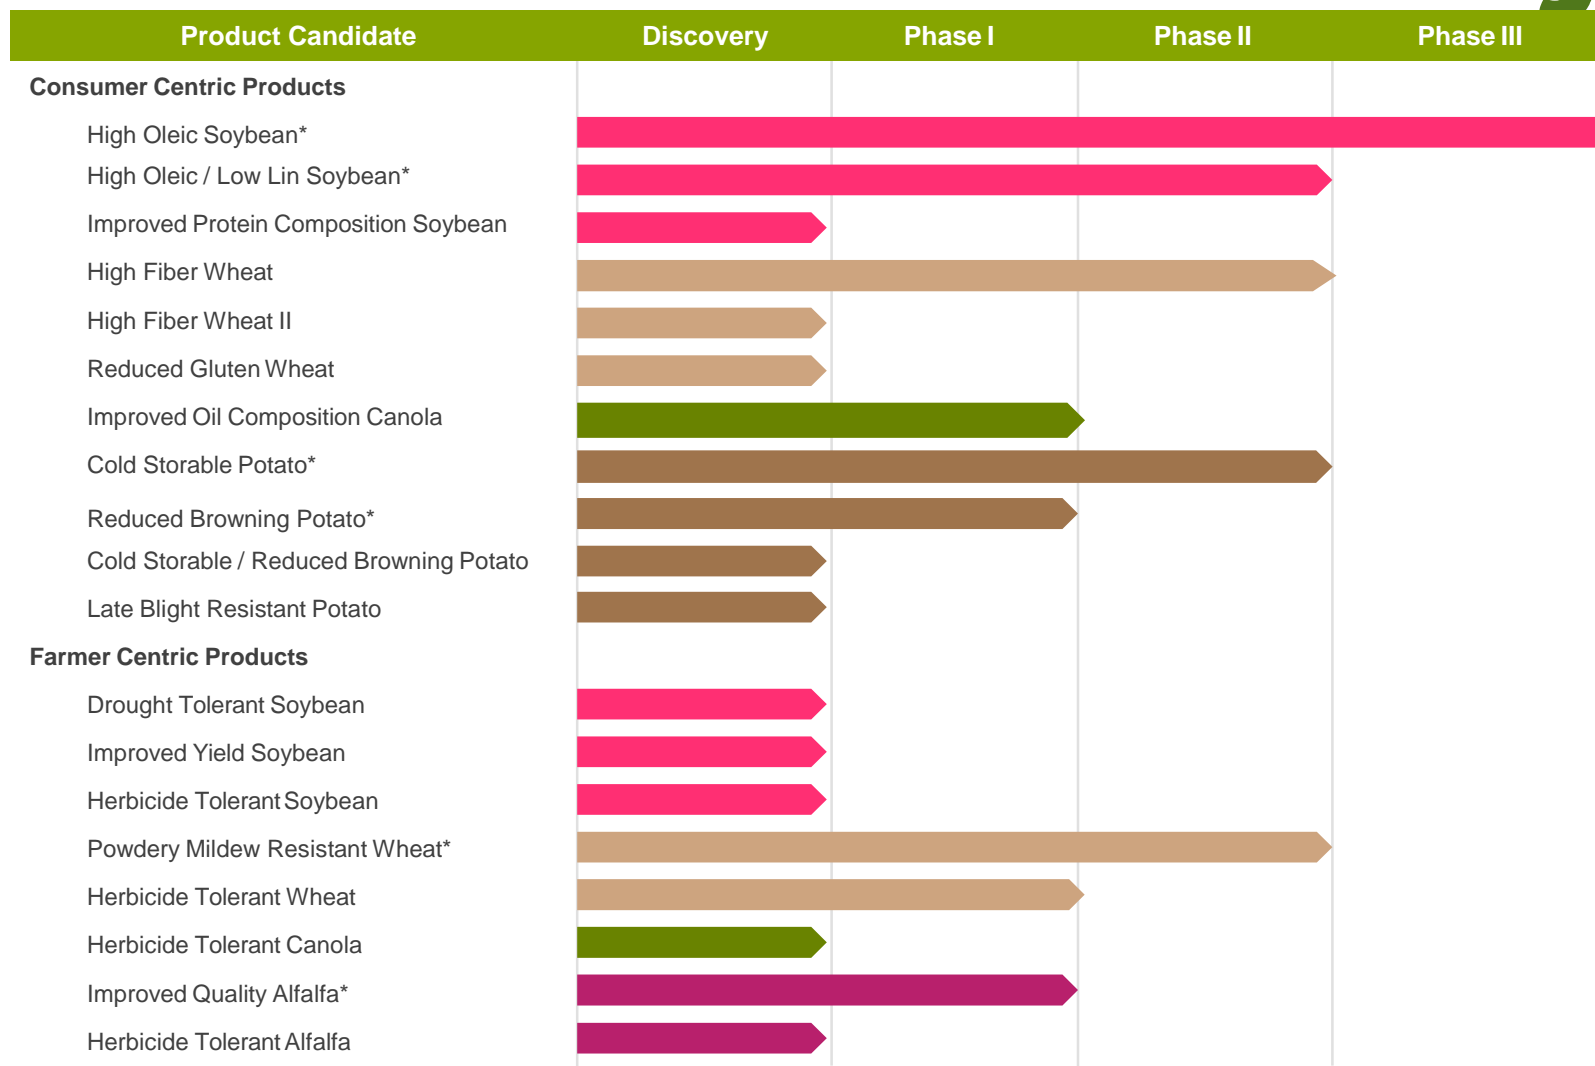 Product Candidate Discovery Phase I Phase II Phase III
Consumer Centric Products
High Oleic Soybean*
High Oleic / Low Lin Soybean*
Improved Protein Composition Soybean
High Fiber Wheat
High Fiber Wheat II
Reduced Gluten Wheat
Improved Oil Composition Canola
Cold Storable Potato*
Reduced Browning Potato*
Cold Storable / Reduced Browning Potato
Late Blight Resistant Potato
Farmer Centric Products
Drought Tolerant Soybean
Improved Yield Soybean
Herbicide Tolerant Soybean
Powdery Mildew Resistant Wheat*
Herbicide Tolerant Wheat
Herbicide Tolerant Canola
Improved Quality Alfalfa*
Herbicide Tolerant Alfalfa